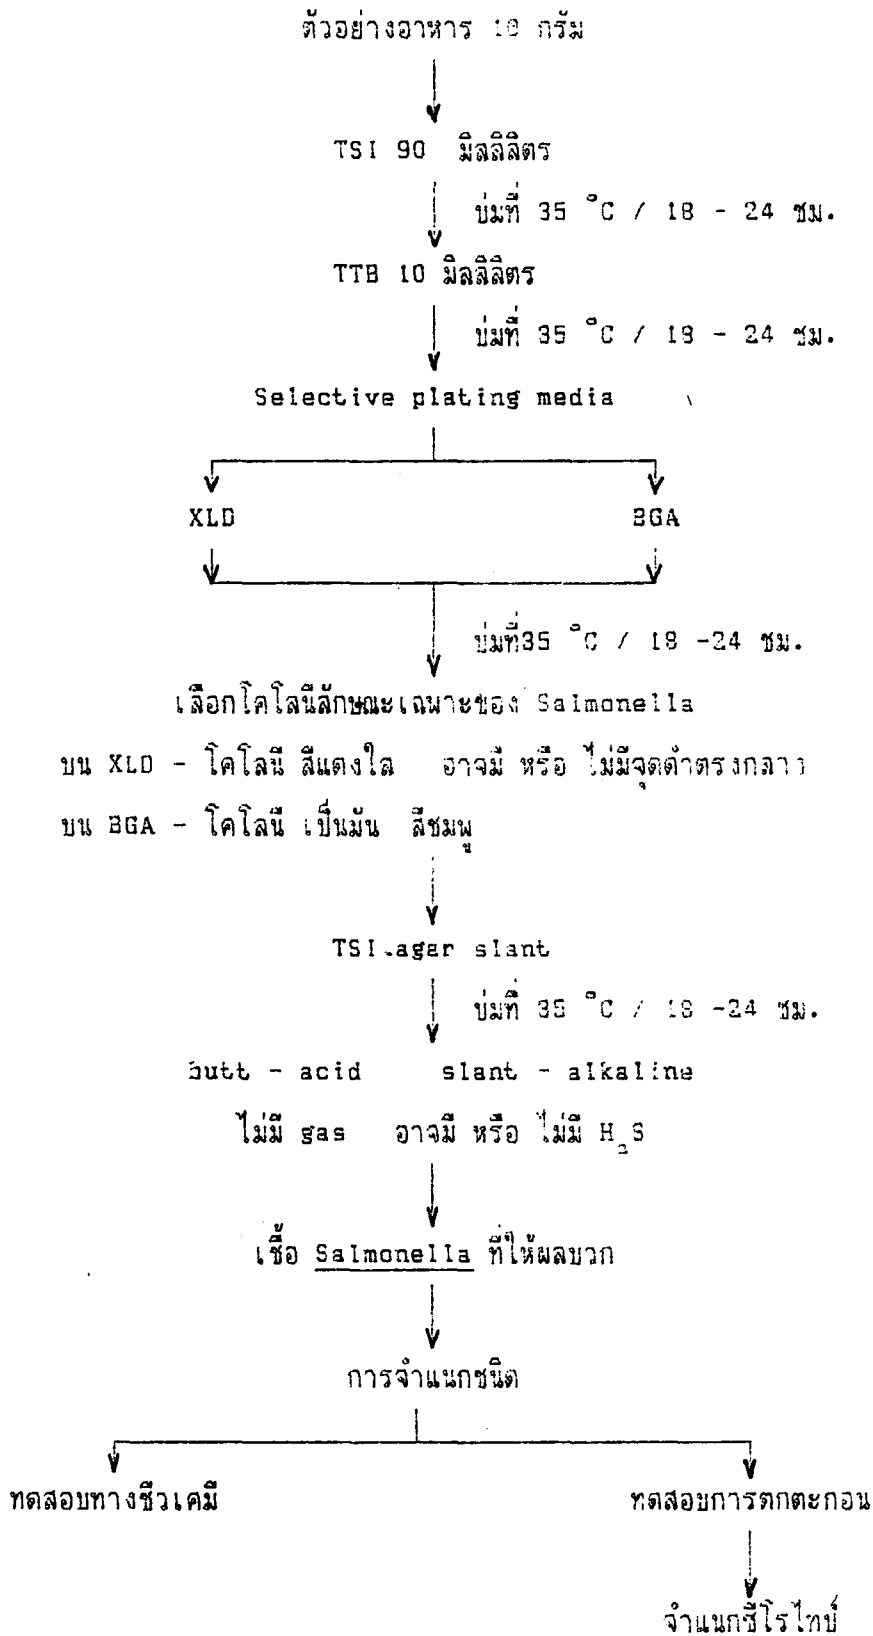 ตัวอย่างอาหาร 10 กรัม
TSI 90 มิลลิลิตร
บ่มที่ 35 °C / 18 - 24 ชม.
TTB 10 มิลลิลิตร
บ่มที่ 35 °C / 18 - 24 ชม.
Selective plating media
XLD BGA
บ่มที่35 °C / 18 -24 ชม.
เลือกโคโลนีลักษณะเฉพาะของ Salmonella
บน XLD - โคโลนี สีแดงใส อาจมี หรือ ไม่มีจุดดำตรงกลาง
บน BGA - โคโลนี เป็นมัน สีชมพู
TSI agar slant
บ่มที่ 35 °C / 18 -24 ชม.
butt - acid slant - alkaline
ไม่มี gas อาจมี หรือ ไม่มี H₂S
เชื้อ Salmonella ที่ให้ผลบวก
การจำแนกชนิด
ทดสอบทางชีวเคมี ทดสอบการตกตะกอน
จำแนกซีโรไทป์